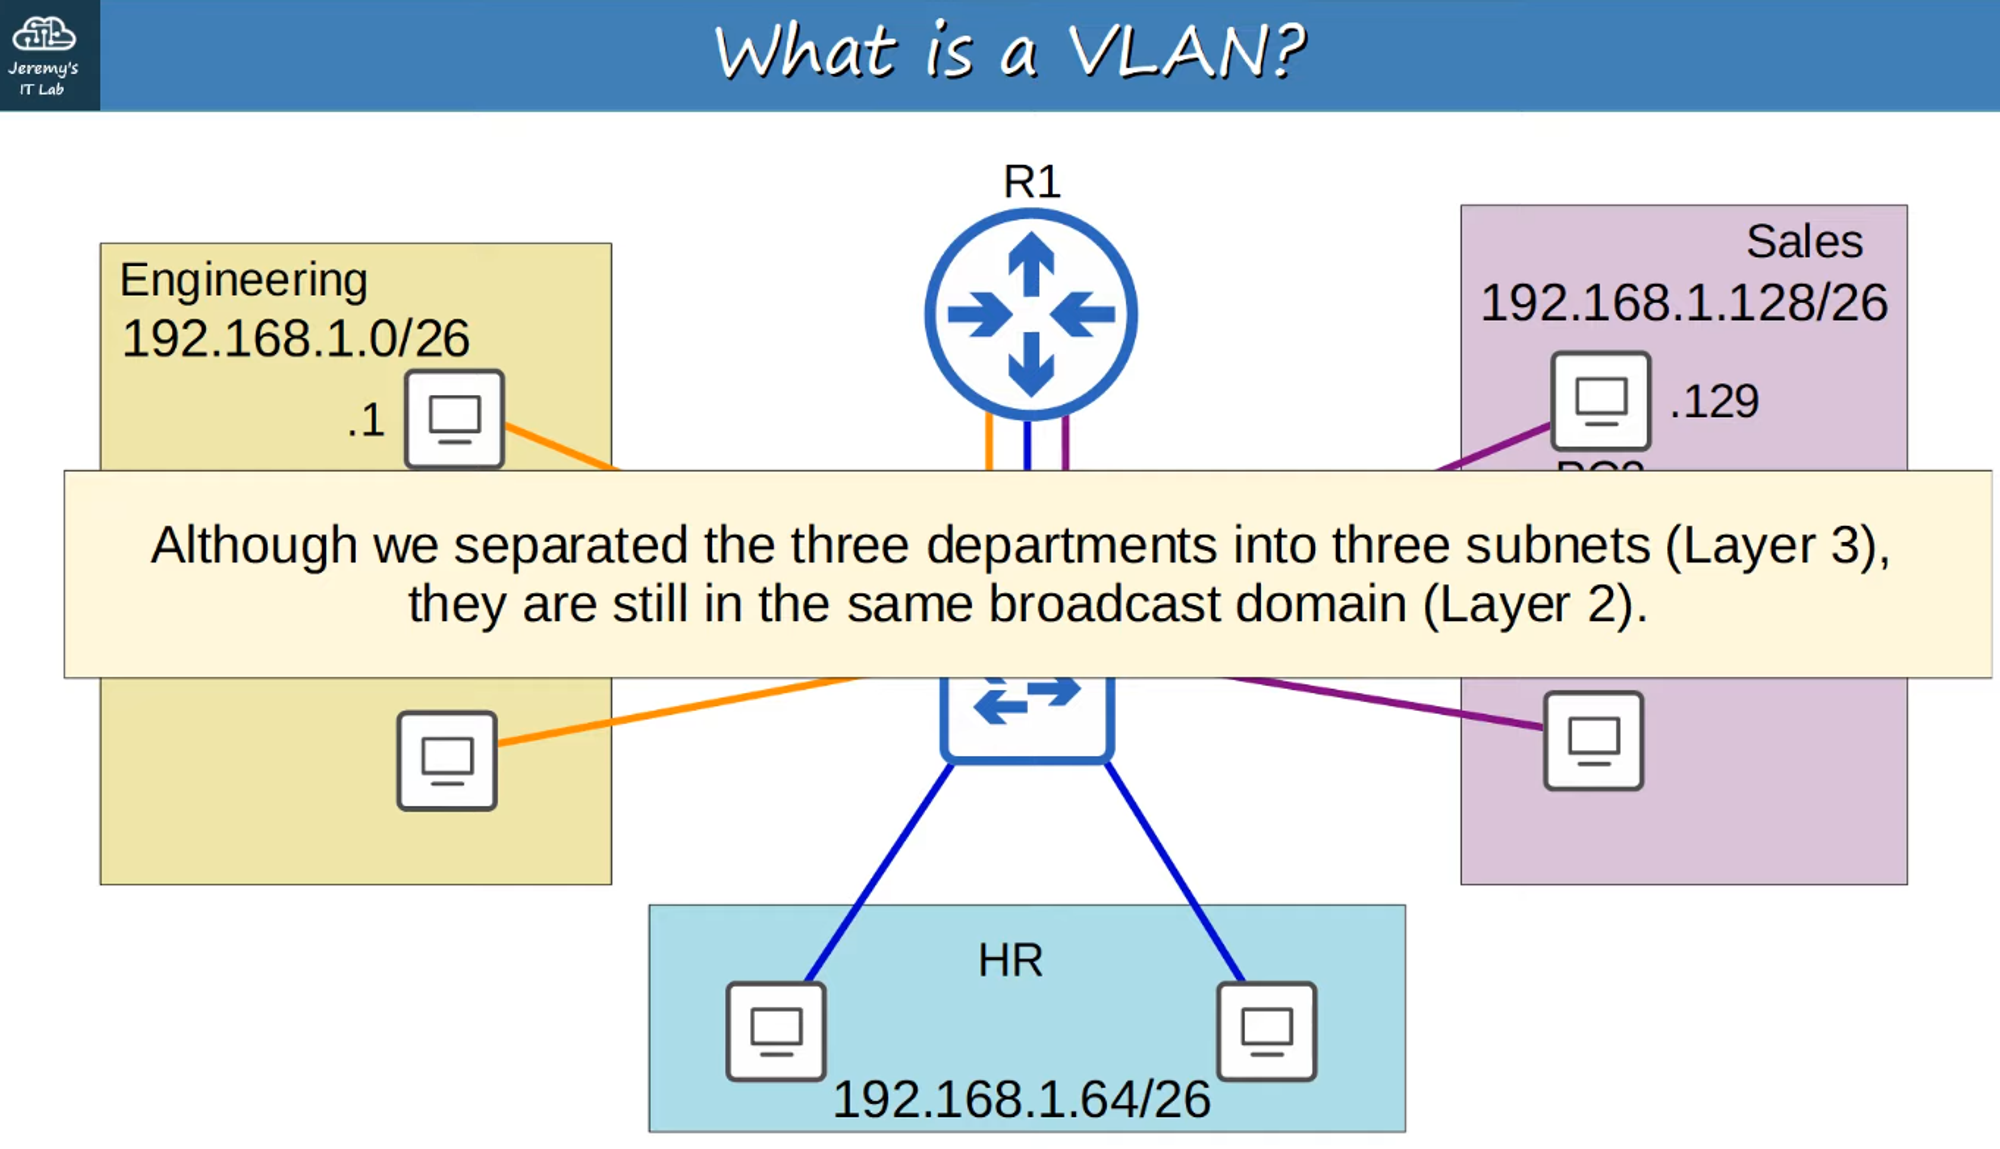 What is a VLAN?
Jeremy's
IT Lab
R1
Engineering
192.168.1.0/26
.1
Sales
192.168.1.128/26
.129
Although we separated the three departments into three subnets (Layer 3),
they are still in the same broadcast domain (Layer 2).
HR
192.168.1.64/26